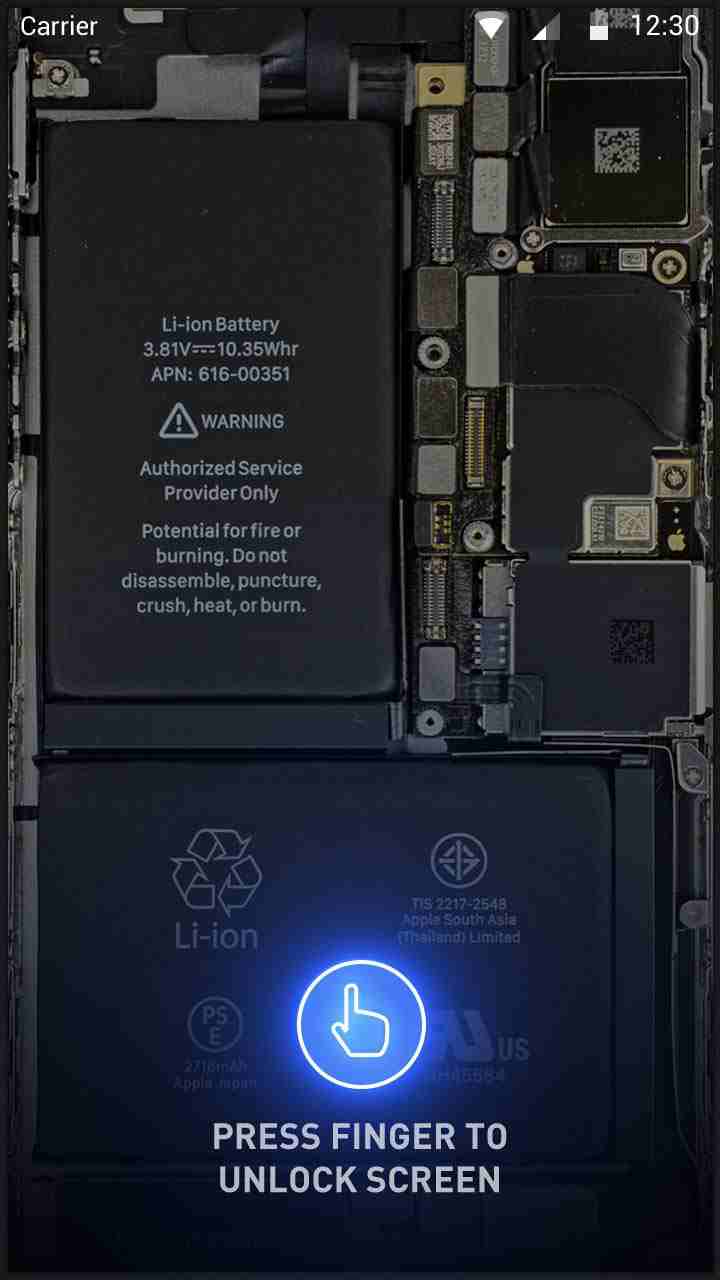 Carrier
12:30
Li-ion Battery
3.81V⎓10.35Whr
APN: 616-00351
WARNING
Authorized Service
Provider Only
Potential for fire or
burning. Do not
disassemble, puncture,
crush, heat, or burn.
Li-ion
TIS 2217-2548
Apple South Asia
(Thailand) Limited
PS
E
2716mAh
Apple Japan
US
PRESS FINGER TO
UNLOCK SCREEN